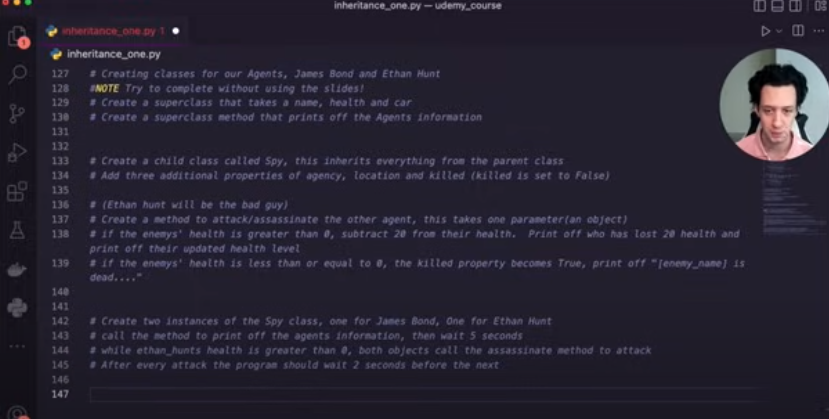 inheritance_one.py — udemy_course
inheritance_one.py 1
1
inheritance_one.py
127 # Creating classes for our Agents, James Bond and Ethan Hunt
128 #NOTE Try to complete without using the slides!
129 # Create a superclass that takes a name, health and car
130 # Create a superclass method that prints off the Agents information
131
132
133 # Create a child class called Spy, this inherits everything from the parent class
134 # Add three additional properties of agency, location and killed (killed is set to False)
135
136 # (Ethan hunt will be the bad guy)
137 # Create a method to attack/assassinate the other agent, this takes one parameter(an object)
138 # if the enemys' health is greater than 0, subtract 20 from their health.  Print off who has lost 20 health and
print off their updated health level
139 # if the enemys' health is less than or equal to 0, the killed property becomes True, print off "[enemy_name] is
dead...."
140
141
142 # Create two instances of the Spy class, one for James Bond, One for Ethan Hunt
143 # call the method to print off the agents information, then wait 5 seconds
144 # while ethan_hunts health is greater than 0, both objects call the assassinate method to attack
145 # After every attack the program should wait 2 seconds before the next
146
147